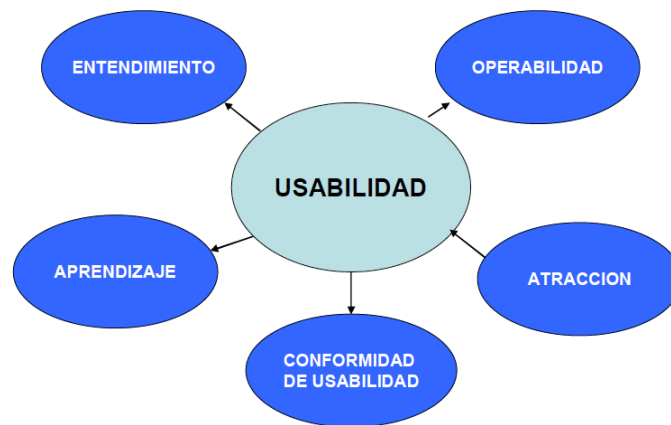 ENTENDIMIENTO
OPERABILIDAD
USABILIDAD
APRENDIZAJE
ATRACCION
CONFORMIDAD
DE USABILIDAD